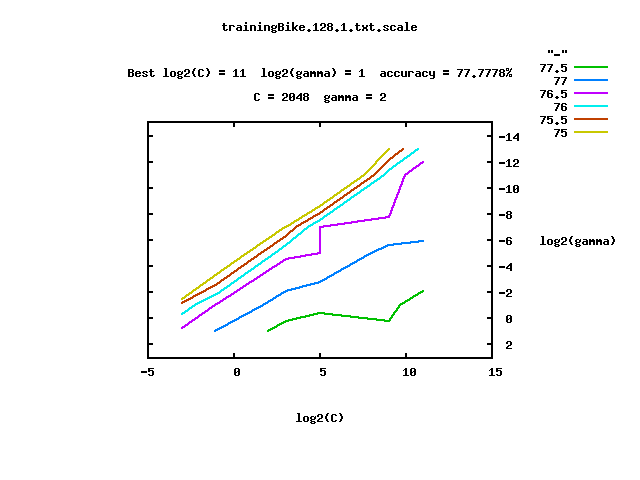 trainingBike.128.1.txt.scale
"-"
Best log2(C) = 11  log2(gamma) = 1  accuracy = 77.7778%
C = 2048  gamma = 2
77.5
77
76.5
76
75.5
75
-14
-12
-10
-8
-6
-4
-2
0
2
log2(gamma)
-5 0 5 10 15
log2(C)